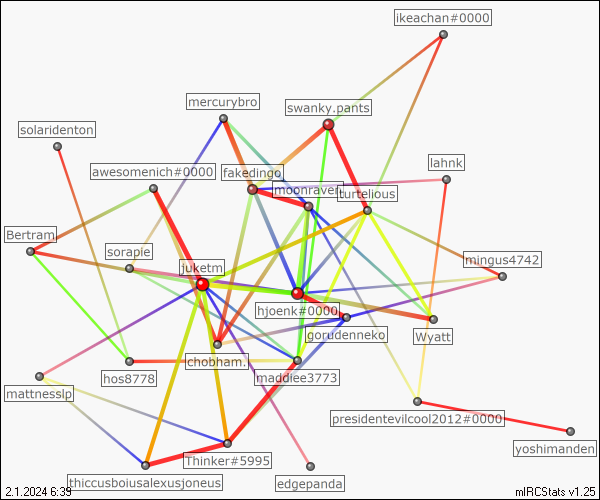 ikeachan#0000
mercurybro
swanky.pants
solaridenton
lahnk
awesomenich#0000
fakedingo
moonraven
turtelious
Bertram
sorapie
mingus4742
juketm
hjoenk#0000
gorudenneko
Wyatt
chobham.
hos8778
maddiee3773
mattnesslp
presidentevilcool2012#0000
yoshimanden
Thinker#5995
thiccusboiusalexusjoneus
edgepanda
2.1.2024 6:39
mIRCStats v1.25